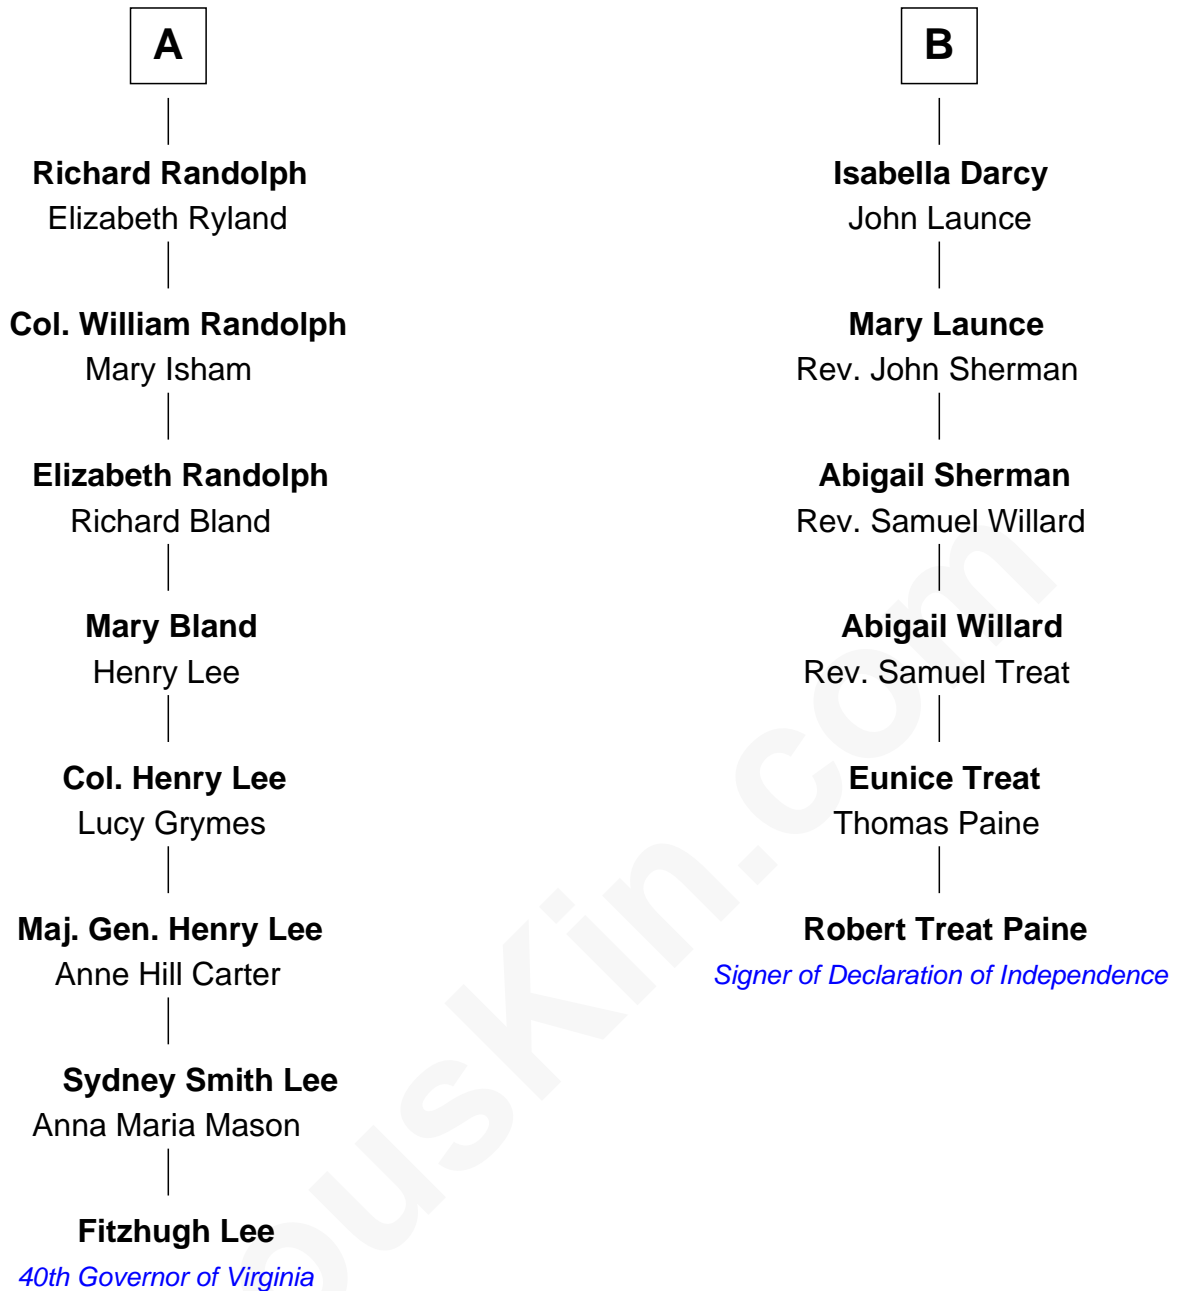 A
Richard Randolph
Elizabeth Ryland
Col. William Randolph
Mary Isham
Elizabeth Randolph
Richard Bland
Mary Bland
Henry Lee
Col. Henry Lee
Lucy Grymes
Maj. Gen. Henry Lee
Anne Hill Carter
Sydney Smith Lee
Anna Maria Mason
Fitzhugh Lee
40th Governor of Virginia
B
Isabella Darcy
John Launce
Mary Launce
Rev. John Sherman
Abigail Sherman
Rev. Samuel Willard
Abigail Willard
Rev. Samuel Treat
Eunice Treat
Thomas Paine
Robert Treat Paine
Signer of Declaration of Independence
ousKin.com